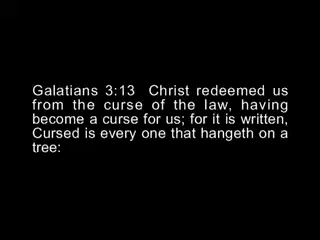 Galatians 3:13  Christ redeemed us
from the curse of the law, having
become a curse for us; for it is written,
Cursed is every one that hangeth on a
tree: